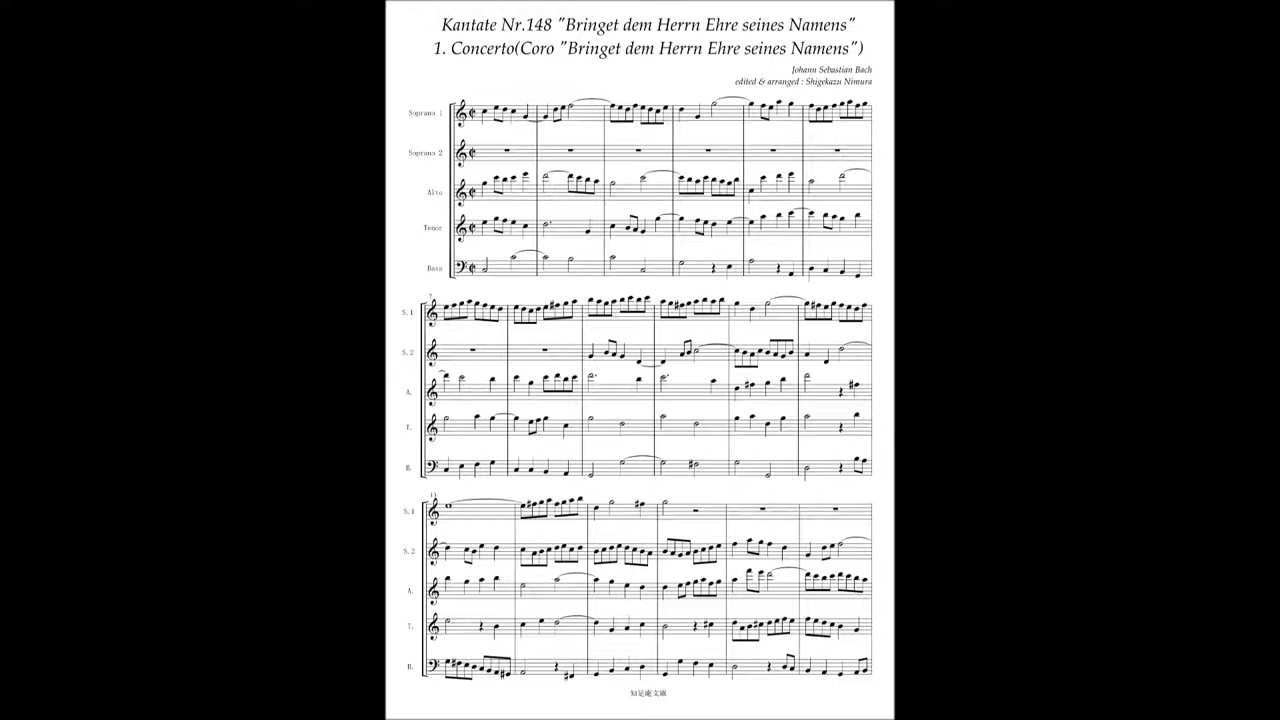 Kantate Nr.148 "Bringet dem Herrn Ehre seines Namens"
1. Concerto(Coro "Bringet dem Herrn Ehre seines Namens")
Johann Sebastian Bach
edited & arranged : Shigekazu Nimura
Soprano 1
Soprano 2
Alto
Tenor
Bass
7
S. 1
S. 2
A.
T.
B.
13
S. 1
S. 2
A.
T.
B.
知足庵文庫